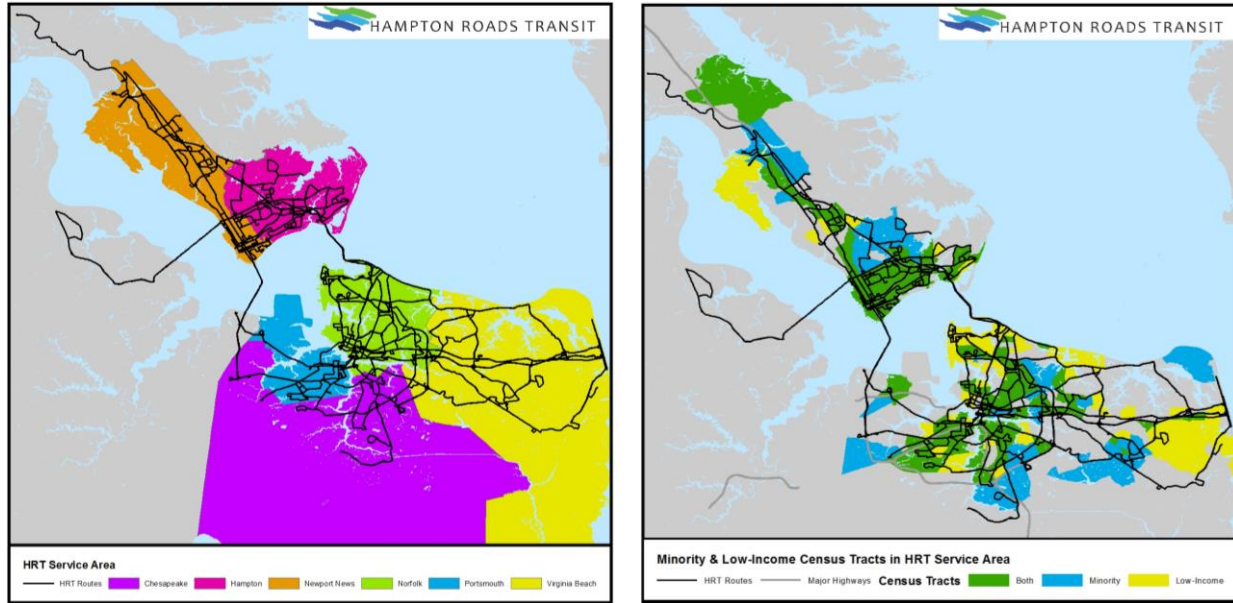 HAMPTON ROADS TRANSIT
HRT Service Area
HRT Routes Chesapeake Hampton Newport News Norfolk Portsmouth Virginia Beach
HAMPTON ROADS TRANSIT
Minority & Low-Income Census Tracts in HRT Service Area
HRT Routes Major Highways Census Tracts Both Minority Low-Income